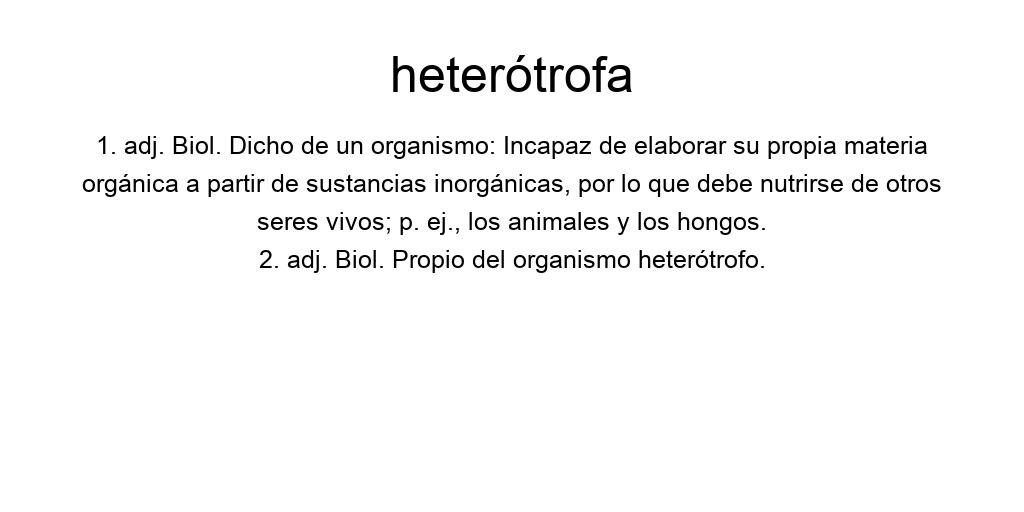 heterótrofa
1. adj. Biol. Dicho de un organismo: Incapaz de elaborar su propia materia
orgánica a partir de sustancias inorgánicas, por lo que debe nutrirse de otros
seres vivos; p. ej., los animales y los hongos.
2. adj. Biol. Propio del organismo heterótrofo.